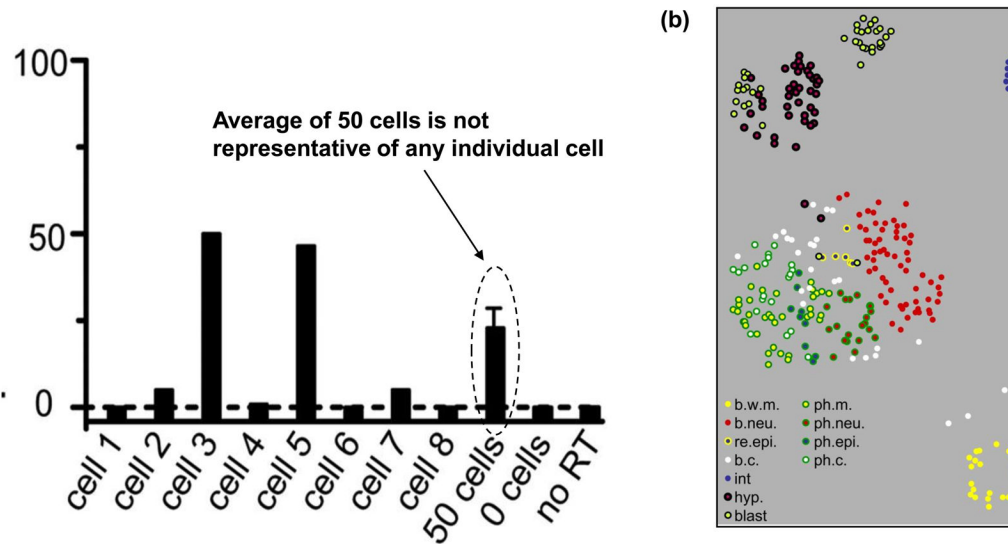 100
50
0
Average of 50 cells is not
representative of any individual cell
cell 1
cell 2
cell 3
cell 4
cell 5
cell 6
cell 7
cell 8
50 cells
0 cells
no RT
(b)
b.w.m.
b.neu.
re.epi.
b.c.
int
hyp.
blast
ph.m.
ph.neu.
ph.epi.
ph.c.